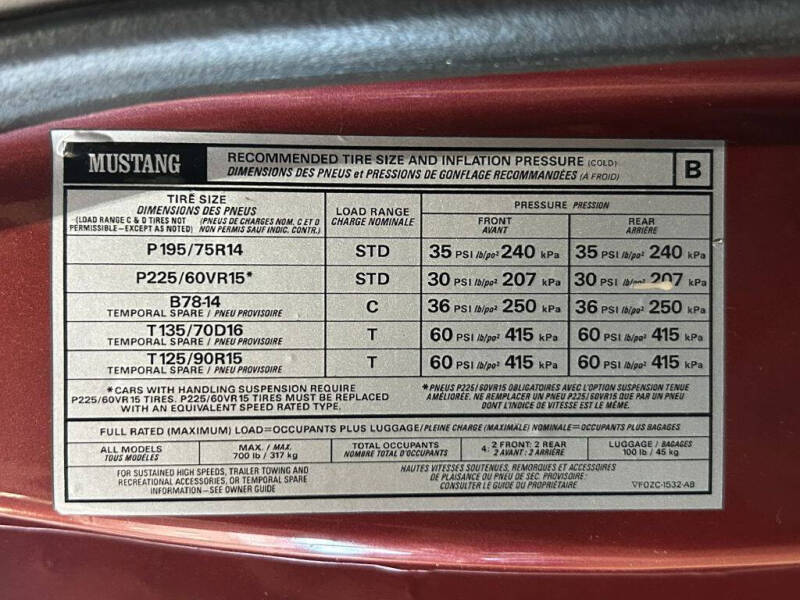 MUSTANG
RECOMMENDED TIRE SIZE AND INFLATION PRESSURE (COLD)
DIMENSIONS DES PNEUS et PRESSIONS DE GONFLAGE RECOMMANDÉES (À FROID)
B
TIRE SIZE
DIMENSIONS DES PNEUS
(LOAD RANGE C & D TIRES NOT PERMISSIBLE—EXCEPT AS NOTED)
(PNEUS DE CHARGES NOM. C ET D NON PERMIS SAUF INDIC. CONTR.)
LOAD RANGE
CHARGE NOMINALE
PRESSURE PRESSION
FRONT
AVANT
REAR
ARRIÈRE
P195/75R14 STD 35 PSI lb/po² 240 kPa 35 PSI lb/po² 240 kPa
P225/60VR15* STD 30 PSI lb/po² 207 kPa 30 PSI lb/po² 207 kPa
B78-14 C 36 PSI lb/po² 250 kPa 36 PSI lb/po² 250 kPa
TEMPORAL SPARE / PNEU PROVISOIRE
T135/70D16 T 60 PSI lb/po² 415 kPa 60 PSI lb/po² 415 kPa
TEMPORAL SPARE / PNEU PROVISOIRE
T125/90R15 T 60 PSI lb/po² 415 kPa 60 PSI lb/po² 415 kPa
TEMPORAL SPARE / PNEU PROVISOIRE
*CARS WITH HANDLING SUSPENSION REQUIRE
P225/60VR15 TIRES. P225/60VR15 TIRES MUST BE REPLACED
WITH AN EQUIVALENT SPEED RATED TYPE.
*PNEUS P225/60VR15 OBLIGATOIRES AVEC L'OPTION SUSPENSION TENUE
AMÉLIORÉE. NE REMPLACER UN PNEU P225/60VR15 QUE PAR UN PNEU
DONT L'INDICE DE VITESSE EST LE MÊME.
FULL RATED (MAXIMUM) LOAD=OCCUPANTS PLUS LUGGAGE/PLEINE CHARGE (MAXIMALE) NOMINALE=OCCUPANTS PLUS BAGAGES
ALL MODELS
TOUS MODÈLES
MAX. / MAX.
700 lb / 317 kg
TOTAL OCCUPANTS
NOMBRE TOTAL D'OCCUPANTS
4: 2 FRONT: 2 REAR
2 AVANT: 2 ARRIÈRE
LUGGAGE / BAGAGES
100 lb / 45 kg
FOR SUSTAINED HIGH SPEEDS, TRAILER TOWING AND
RECREATIONAL ACCESSORIES, OR TEMPORAL SPARE
INFORMATION—SEE OWNER GUIDE
HAUTES VITESSES SOUTENUES, REMORQUES ET ACCESSOIRES
DE PLAISANCE OU PNEU DE SEC. PROVISOIRE:
CONSULTER LE GUIDE DU PROPRIÉTAIRE
VFOZC-1532-AB